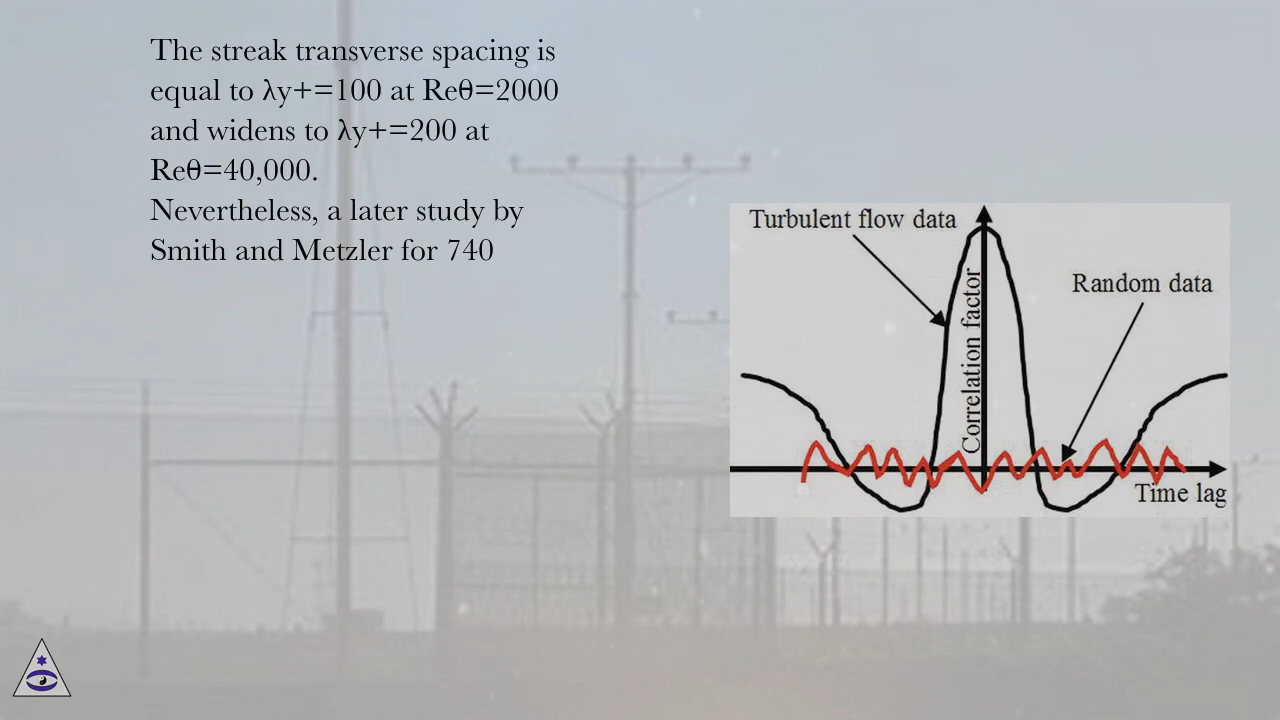 The streak transverse spacing is
equal to λy+=100 at Reθ=2000
and widens to λy+=200 at
Reθ=40,000.
Nevertheless, a later study by
Smith and Metzler for 740
Turbulent flow data
Random data
Correlation factor
Time lag